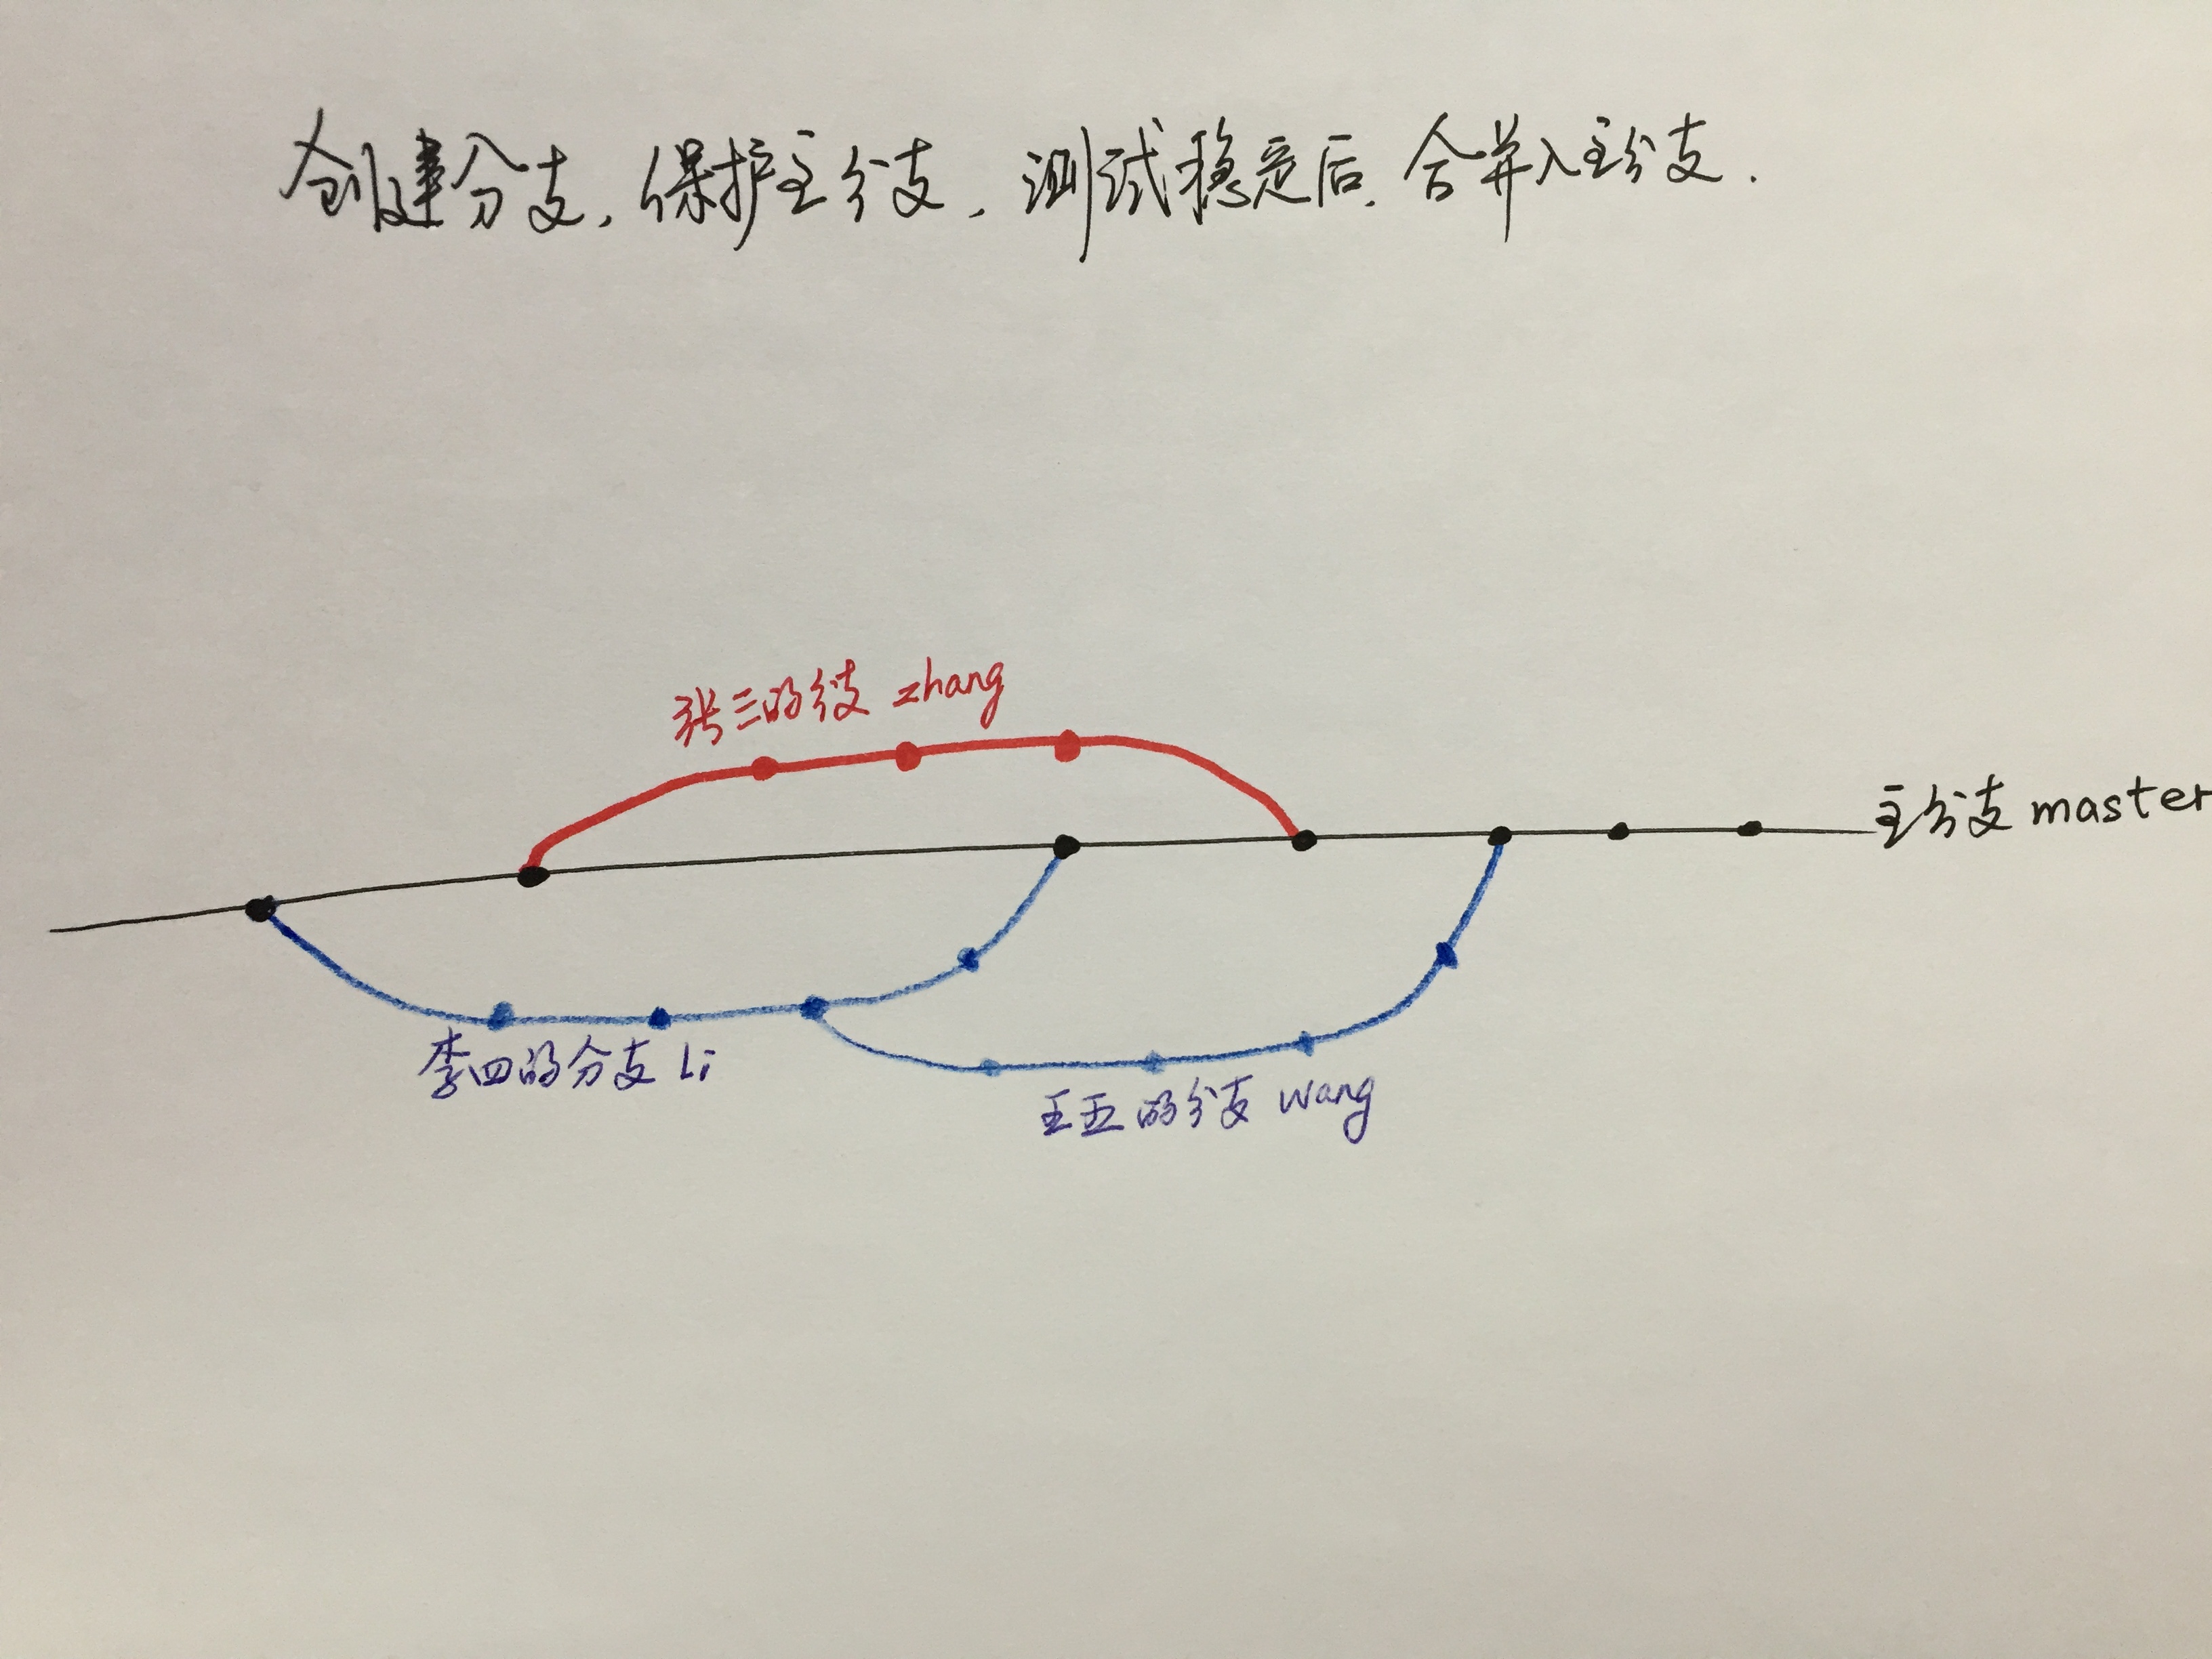 创建分支，保护主分支，测试稳定后，合并入主分支.
张三的分支 zhang
主分支 master
李四的分支 Li
王五的分支 wang